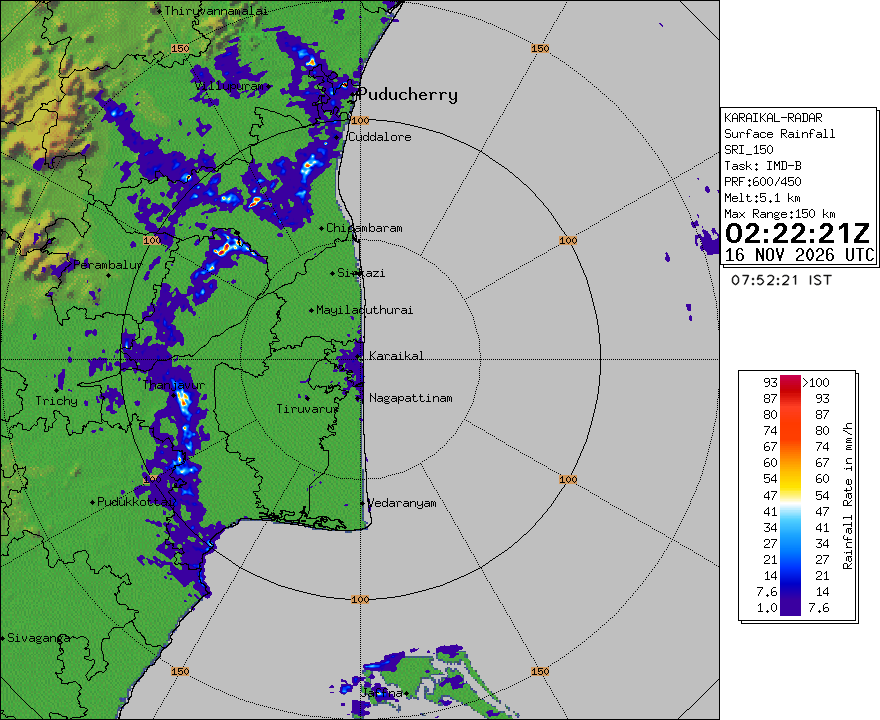 Thiruvannamalai
150
150
Villupuram
Puducherry
100
Cuddalore
Chidambaram
100
100
Perambalur
Sirkazi
Mayiladuthurai
Karaikal
Thanjavur
Trichy
Nagapattinam
Tiruvarur
100
100
Pudukkottai
Vedaranyam
100
Sivaganga
150
150
Jaffna
KARAIKAL-RADAR
Surface Rainfall
SRI_150
Task: IMD-B
PRF:600/450
Melt:5.1 km
Max Range:150 km
02:22:21Z
16 NOV 2026 UTC
07:52:21 IST
93 >100
87 93
80 87
74 80
67 74
60 67
54 60
47 54
41 47
34 41
27 34
21 27
14 21
7.6 14
1.0 7.6
Rainfall Rate in mm/h